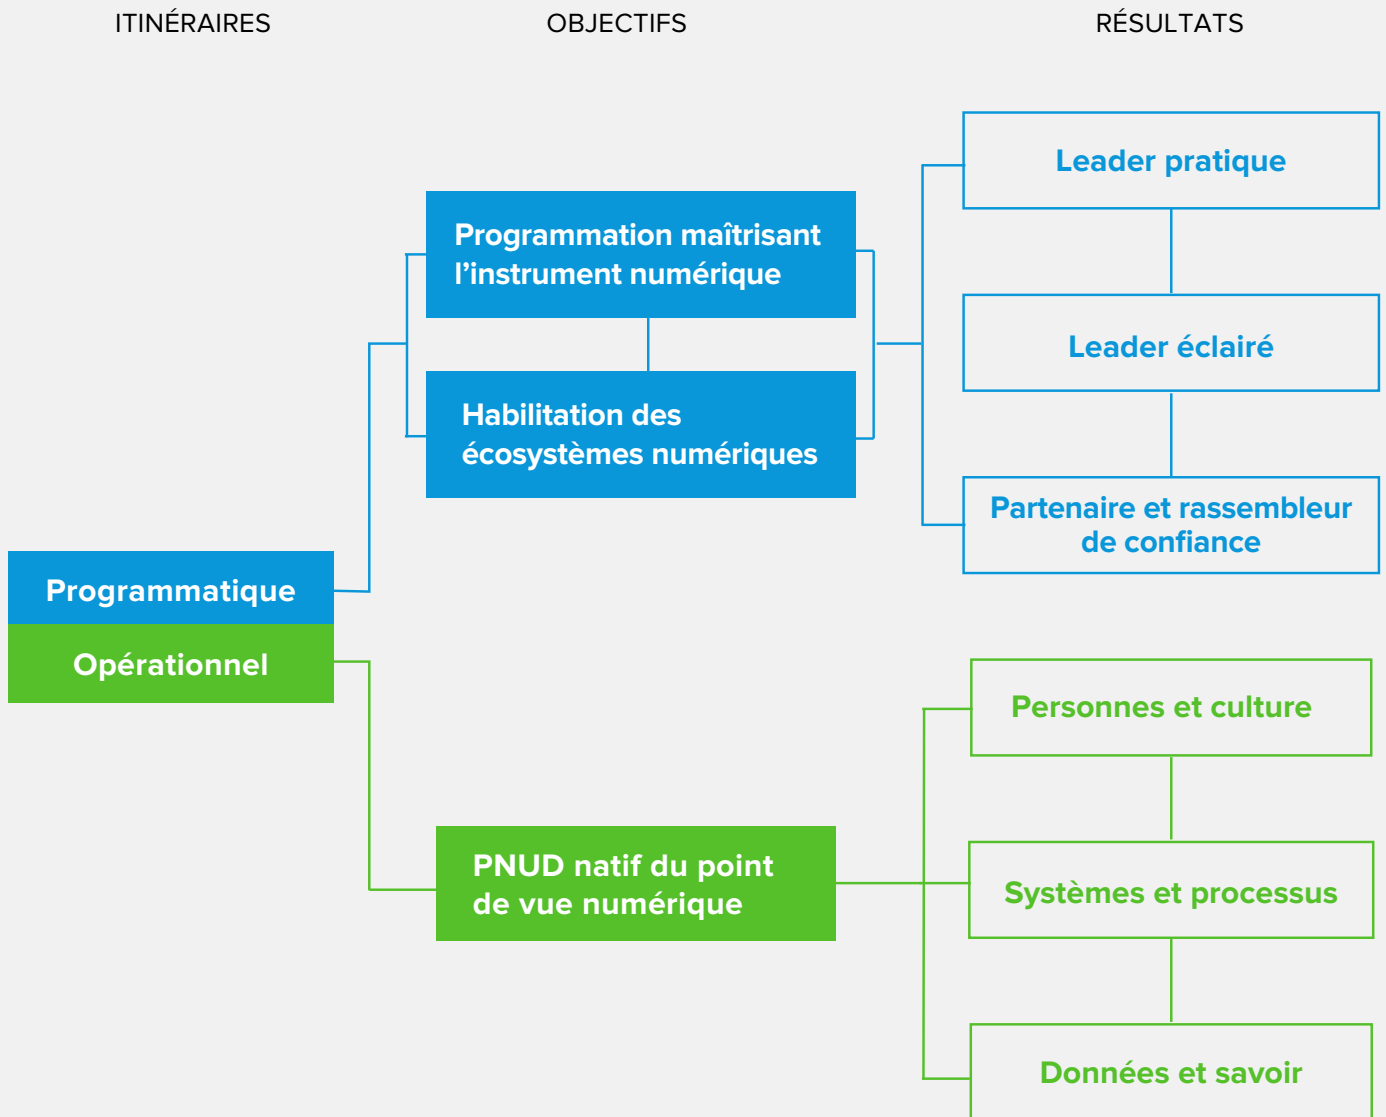 ITINÉRAIRES
OBJECTIFS
RÉSULTATS
Leader pratique
Programmation maîtrisant
l’instrument numérique
Leader éclairé
Habilitation des
écosystèmes numériques
Partenaire et rassembleur
de confiance
Programmatique
Opérationnel
Personnes et culture
PNUD natif du point
de vue numérique
Systèmes et processus
Données et savoir